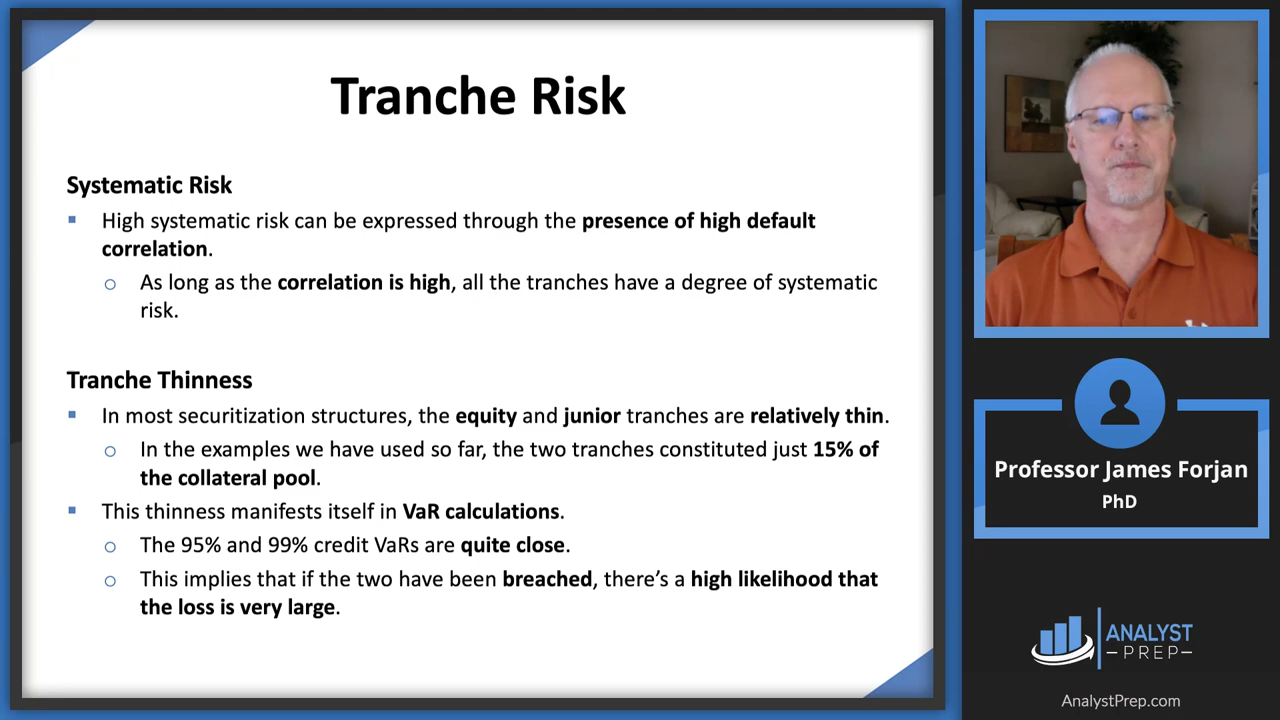 Tranche Risk
Systematic Risk
▪ High systematic risk can be expressed through the presence of high default
correlation.
o As long as the correlation is high, all the tranches have a degree of systematic
risk.
Tranche Thinness
▪ In most securitization structures, the equity and junior tranches are relatively thin.
o In the examples we have used so far, the two tranches constituted just 15% of
the collateral pool.
▪ This thinness manifests itself in VaR calculations.
o The 95% and 99% credit VaRs are quite close.
o This implies that if the two have been breached, there's a high likelihood that
the loss is very large.
Professor James Forjan
PhD
ANALYST
PREP
AnalystPrep.com